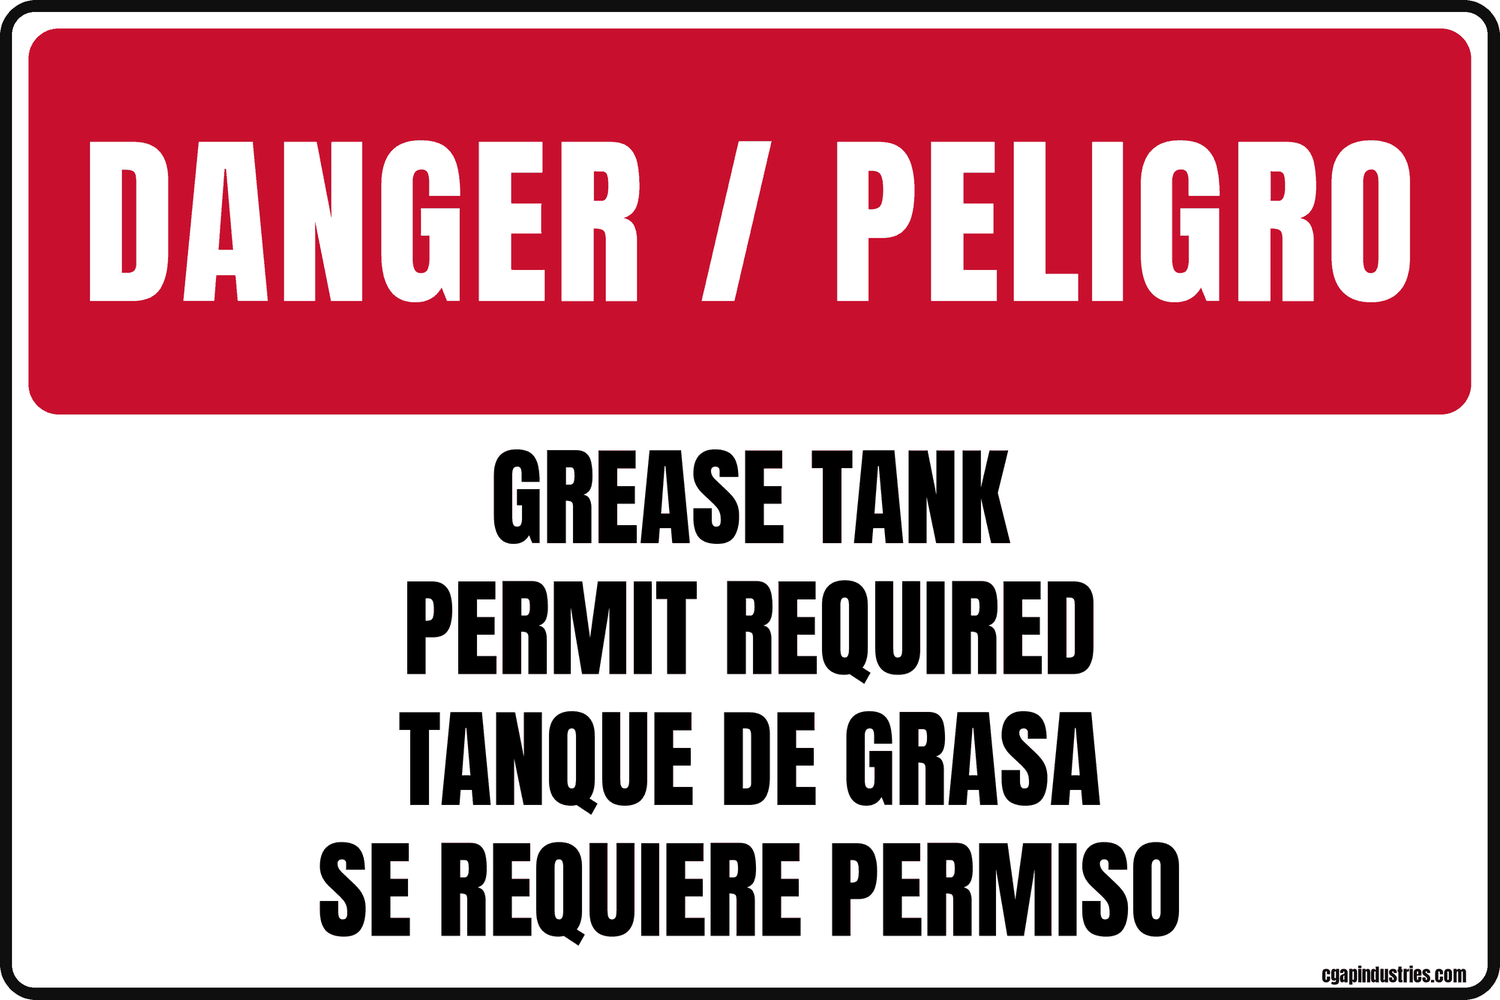 DANGER / PELIGRO
GREASE TANK
PERMIT REQUIRED
TANQUE DE GRASA
SE REQUIERE PERMISO
cgapindustries.com